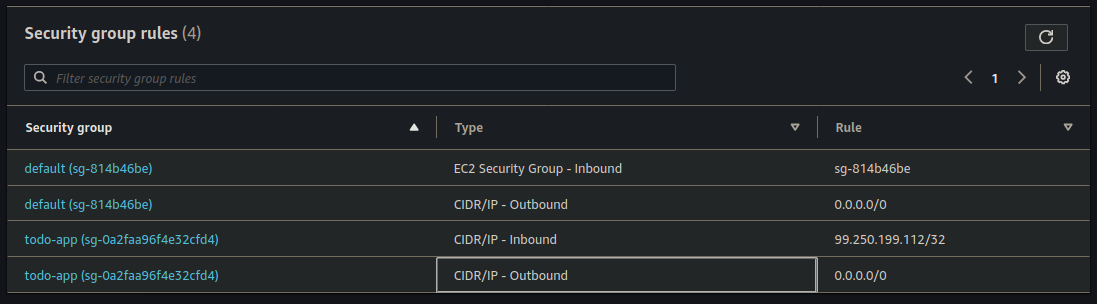 Security group rules (4)
Filter security group rules
1
Security group Type Rule
default (sg-814b46be) EC2 Security Group - Inbound sg-814b46be
default (sg-814b46be) CIDR/IP - Outbound 0.0.0.0/0
todo-app (sg-0a2faa96f4e32cfd4) CIDR/IP - Inbound 99.250.199.112/32
todo-app (sg-0a2faa96f4e32cfd4) CIDR/IP - Outbound 0.0.0.0/0